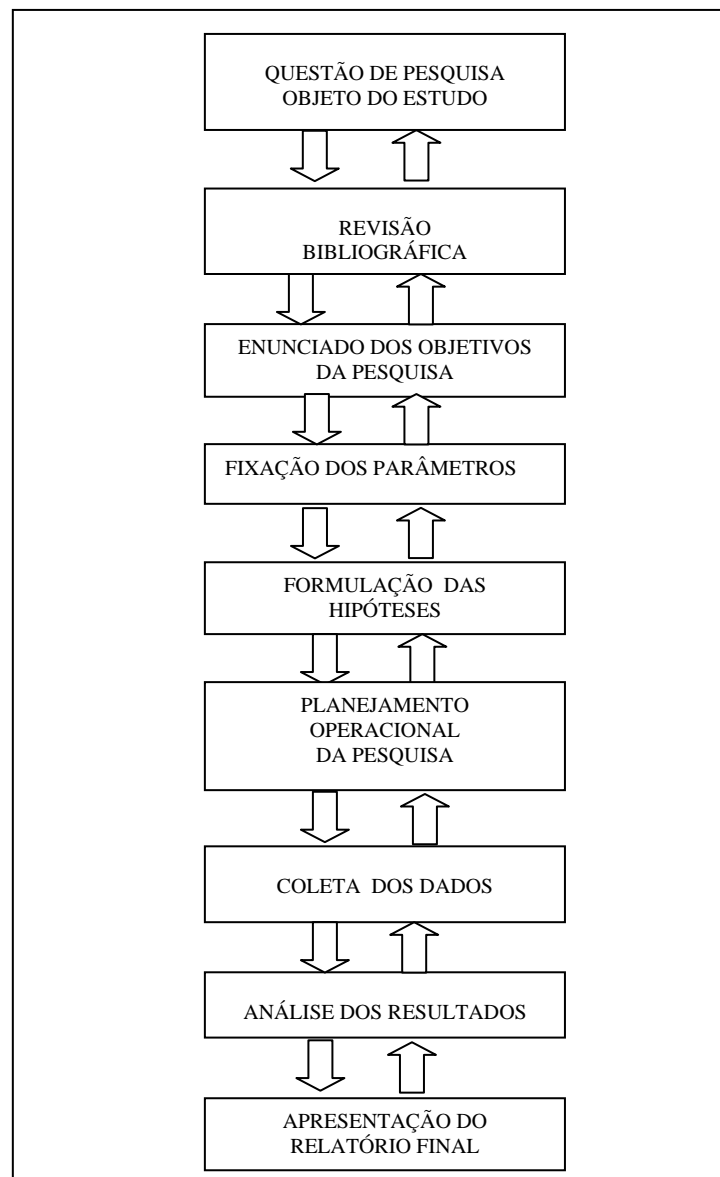 QUESTÃO DE PESQUISA
OBJETO DO ESTUDO
REVISÃO
BIBLIOGRÁFICA
ENUNCIADO DOS OBJETIVOS
DA PESQUISA
FIXAÇÃO DOS PARÂMETROS
FORMULAÇÃO DAS
HIPÓTESES
PLANEJAMENTO
OPERACIONAL
DA PESQUISA
COLETA DOS DADOS
ANÁLISE DOS RESULTADOS
APRESENTAÇÃO DO
RELATÓRIO FINAL